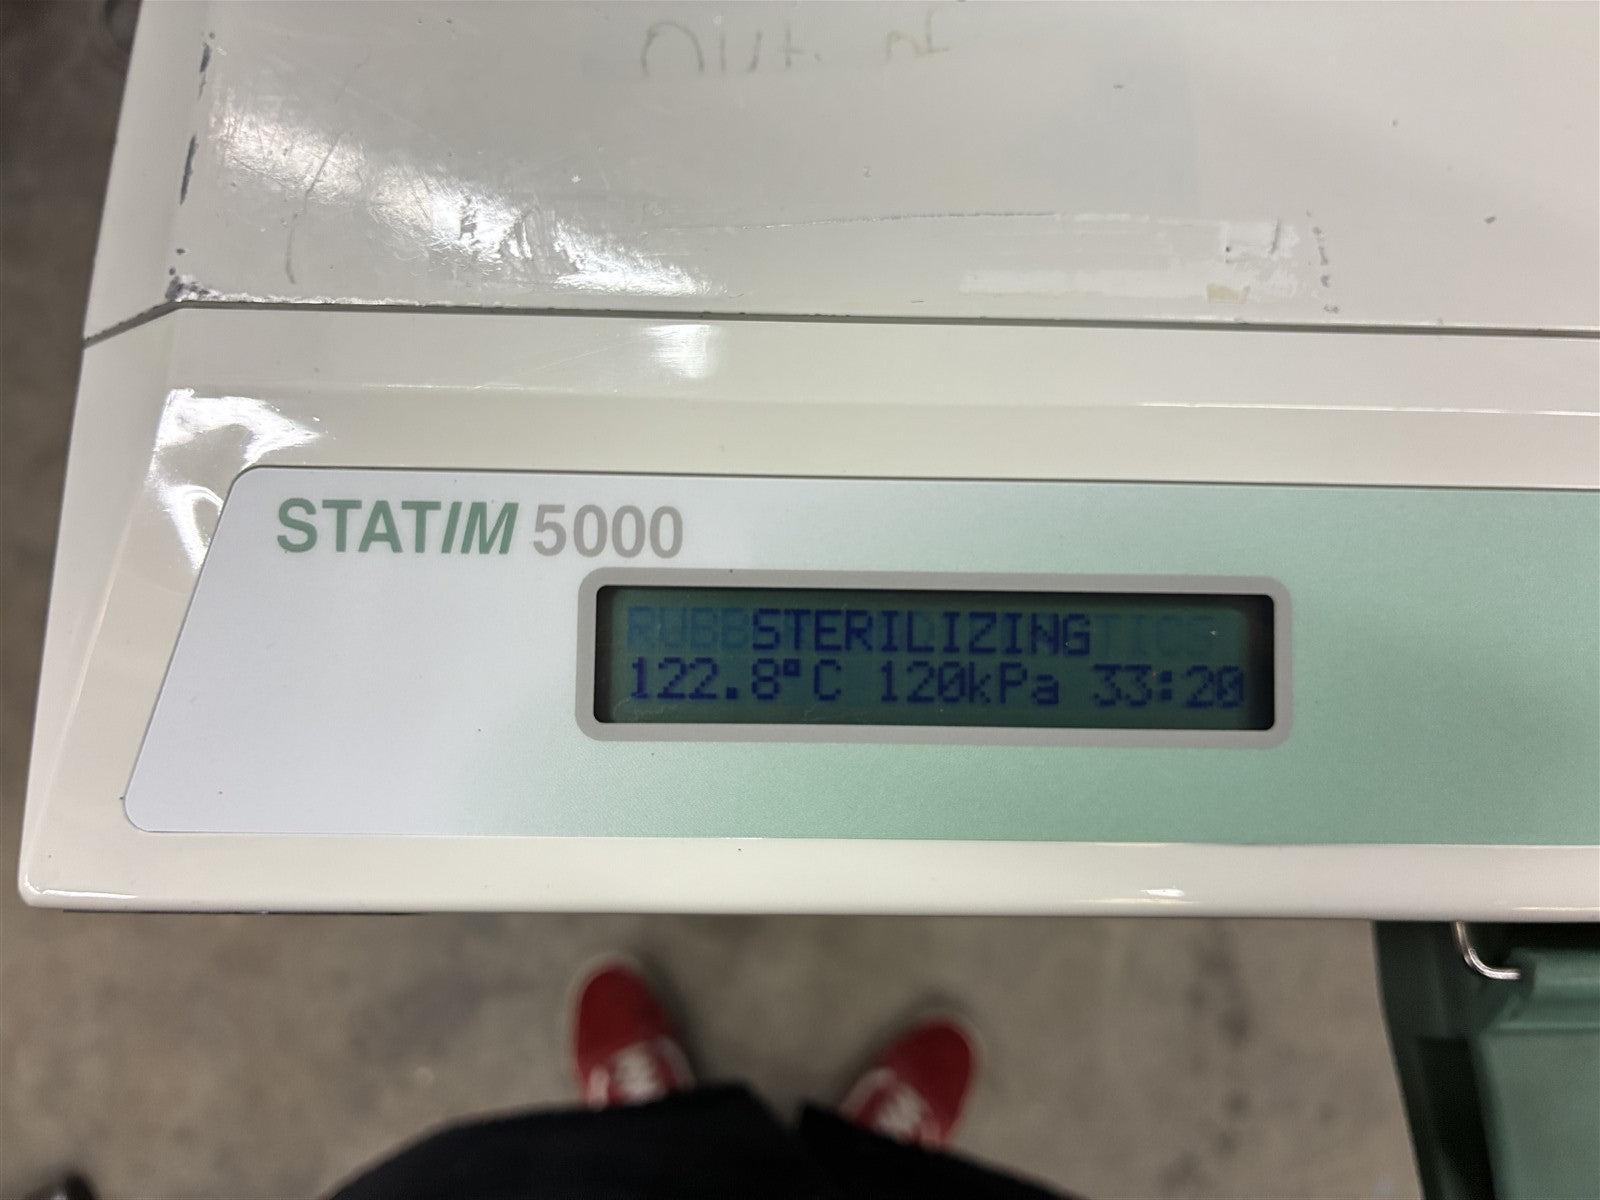 STATIM 5000
STERILIZING
122.8°C 120kPa 33:20